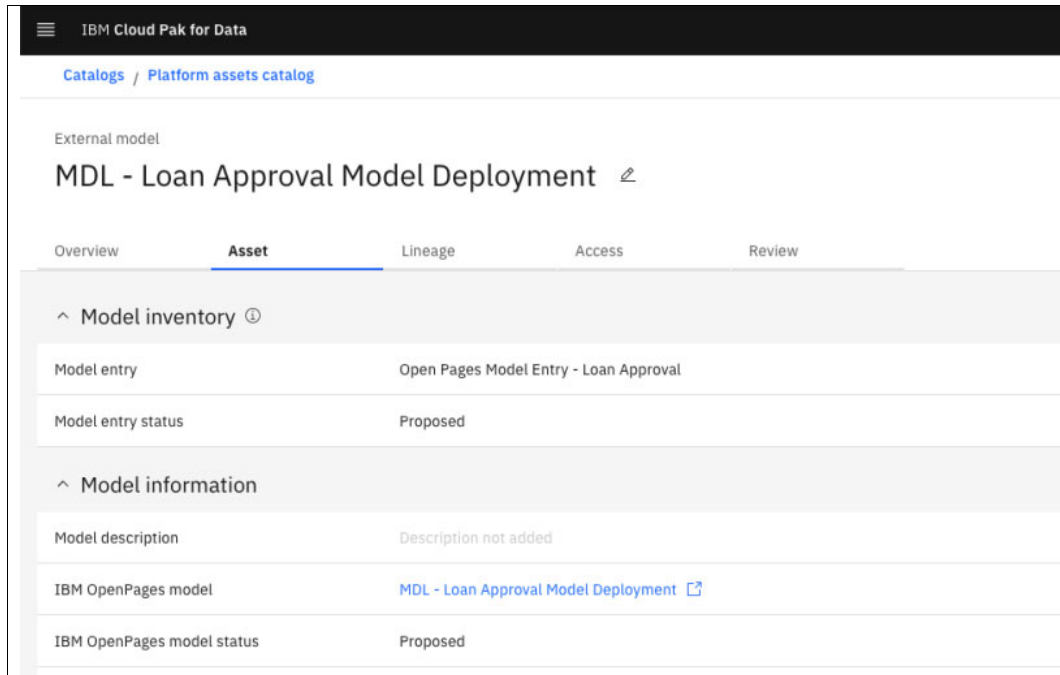 IBM Cloud Pak for Data
Catalogs / Platform assets catalog
External model
MDL - Loan Approval Model Deployment
Overview Asset Lineage Access Review
Model inventory
Model entry Open Pages Model Entry - Loan Approval
Model entry status Proposed
Model information
Model description Description not added
IBM OpenPages model MDL - Loan Approval Model Deployment
IBM OpenPages model status Proposed